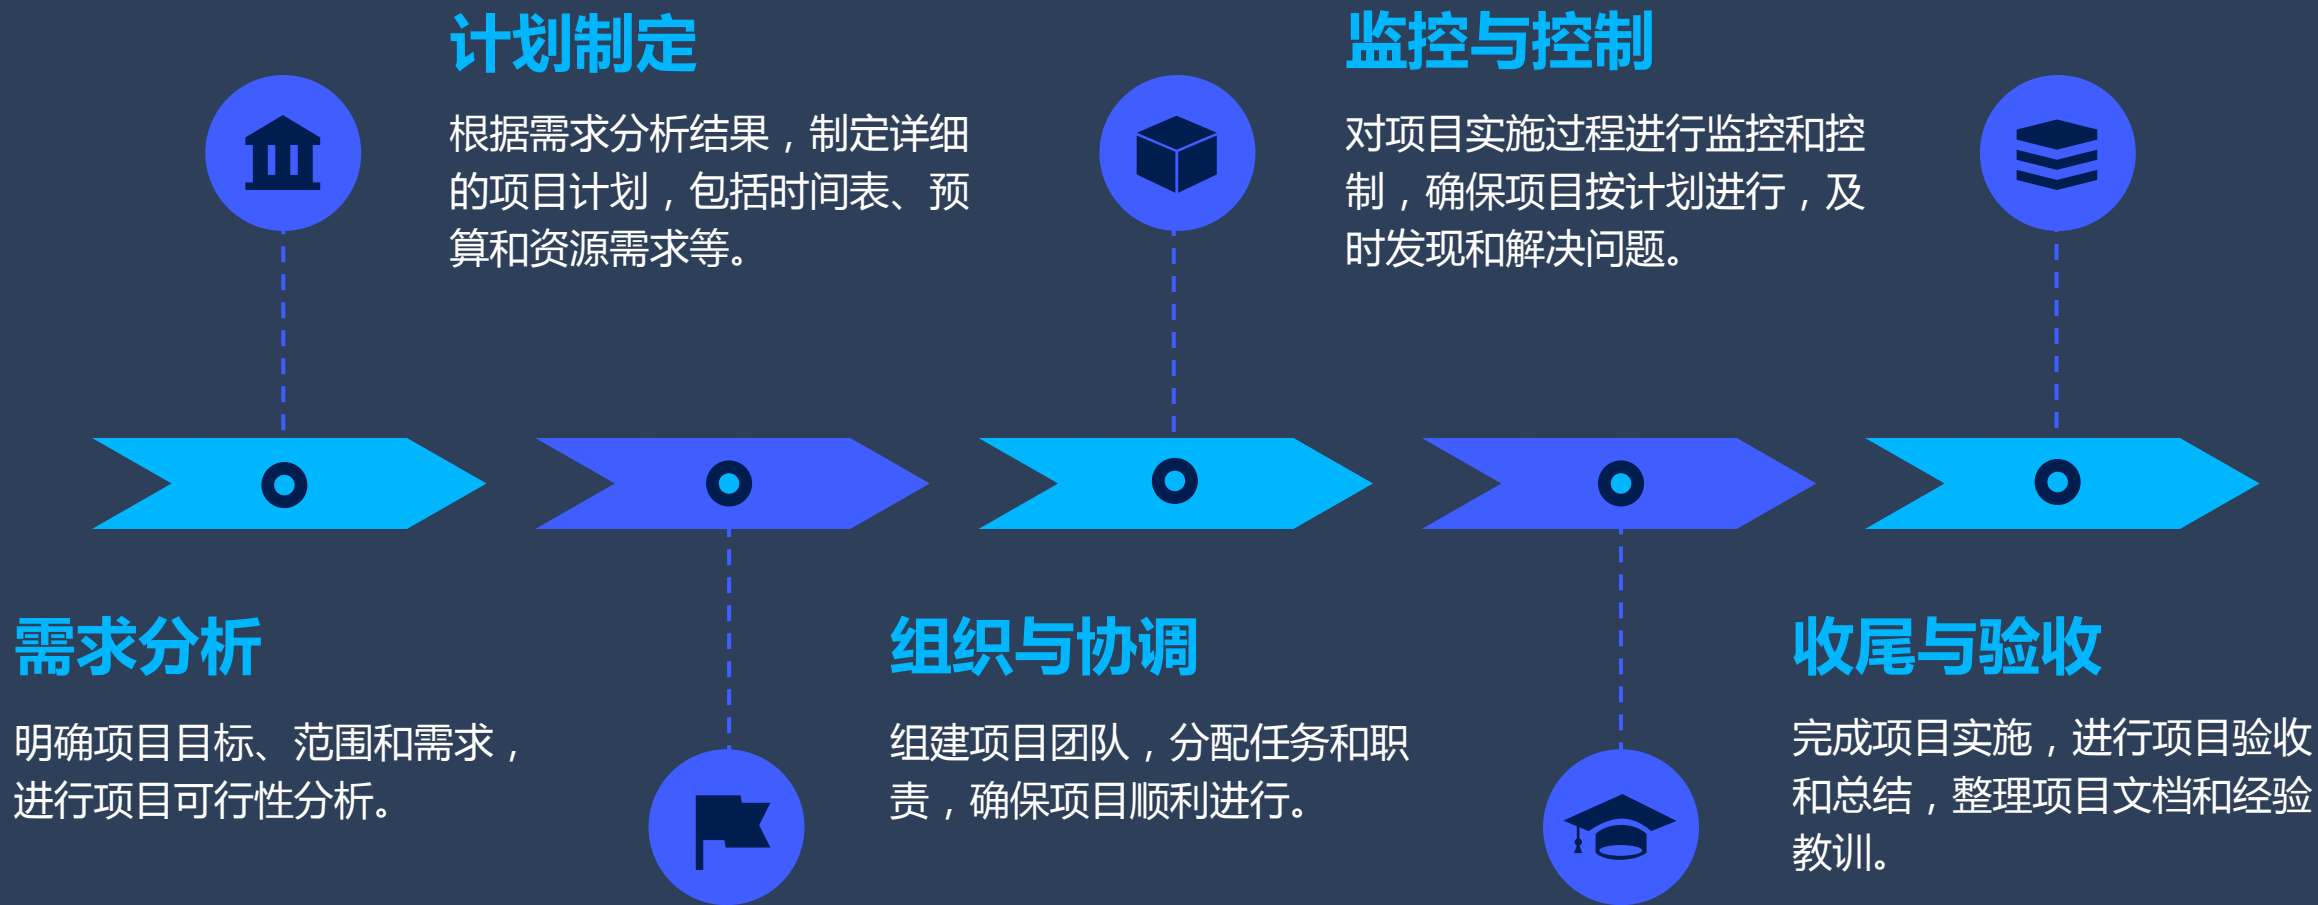 计划制定
根据需求分析结果，制定详细
的项目计划，包括时间表、预
算和资源需求等。
监控与控制
对项目实施过程进行监控和控
制，确保项目按计划进行，及
时发现和解决问题。
需求分析
明确项目目标、范围和需求，
进行项目可行性分析。
组织与协调
组建项目团队，分配任务和职
责，确保项目顺利进行。
收尾与验收
完成项目实施，进行项目验收
和总结，整理项目文档和经验
教训。